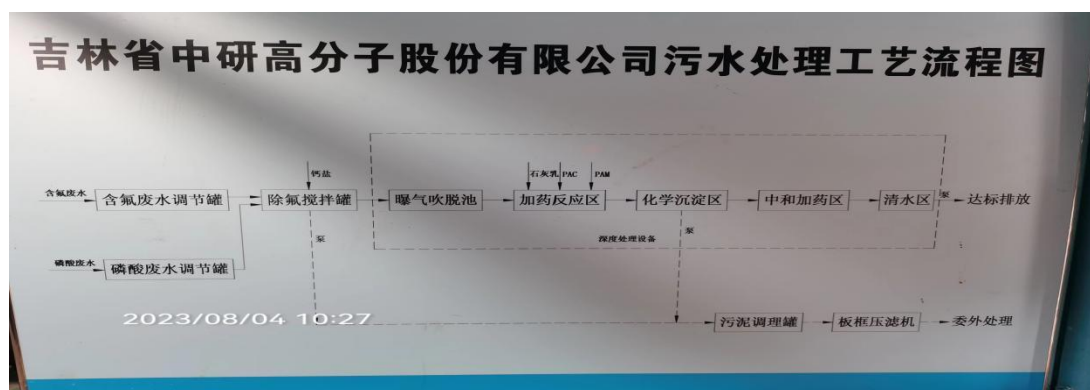 吉林省中研高分子股份有限公司污水处理工艺流程图
钙盐
石灰乳 PAC PAM
含氟废水 含氟废水调节罐 除氟搅拌罐 曝气吹脱池 加药反应区 化学沉淀区 中和加药区 清水区 泵 达标排放
泵 深度处理设备 泵
磷酸废水 磷酸废水调节罐
2023/08/04 10:27
污泥调理罐 板框压滤机 委外处理